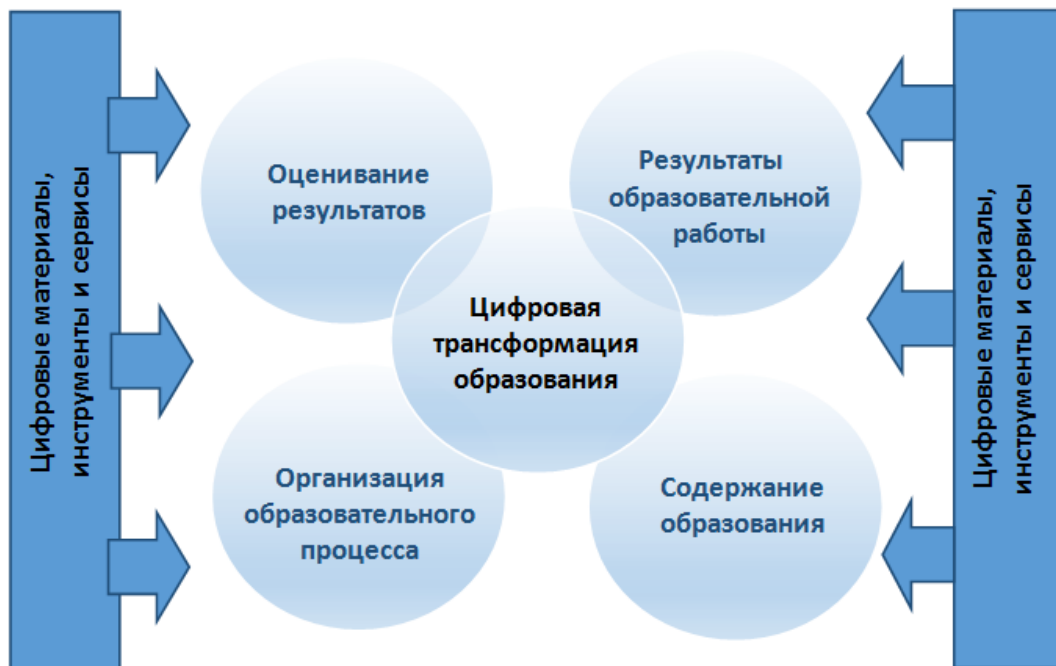 Цифровые материалы,
инструменты и сервисы
Оценивание
результатов
Результаты
образовательной
работы
Цифровая
трансформация
образования
Организация
образовательного
процесса
Содержание
образования
Цифровые материалы,
инструменты и сервисы